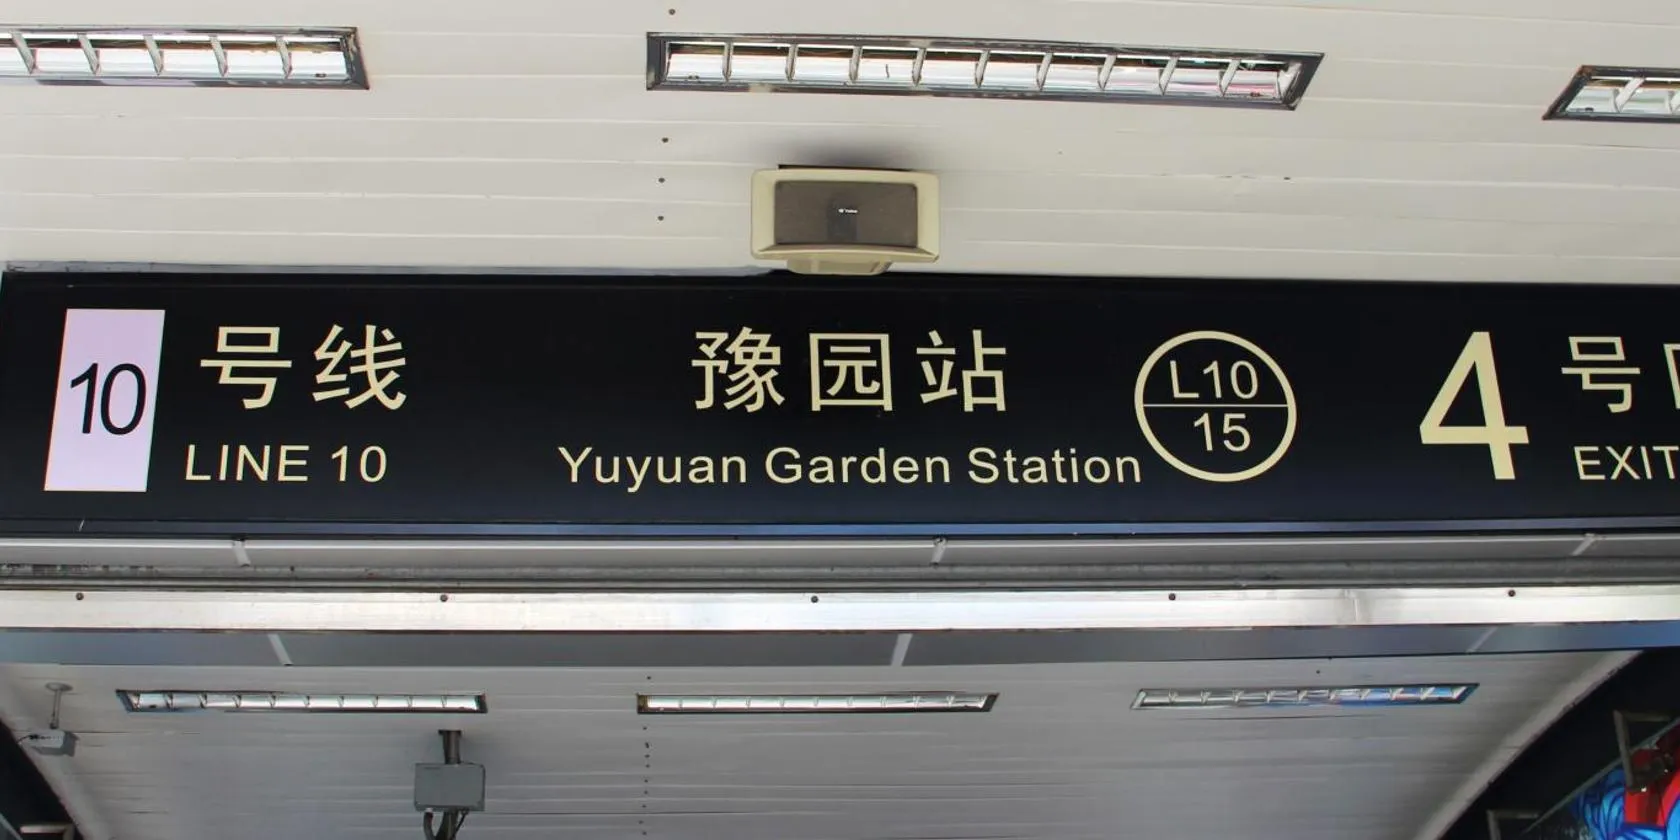 10
号线
LINE 10
豫园站
Yuyuan Garden Station
L10
15
4
号
EXIT